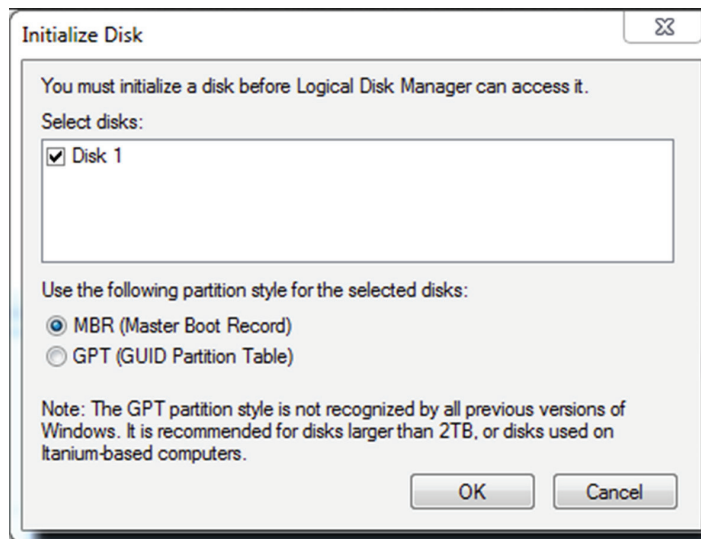 Initialize Disk
You must initialize a disk before Logical Disk Manager can access it.
Select disks:
Disk 1
Use the following partition style for the selected disks:
MBR (Master Boot Record)
GPT (GUID Partition Table)
Note: The GPT partition style is not recognized by all previous versions of
Windows. It is recommended for disks larger than 2TB, or disks used on
Itanium-based computers.
OK
Cancel